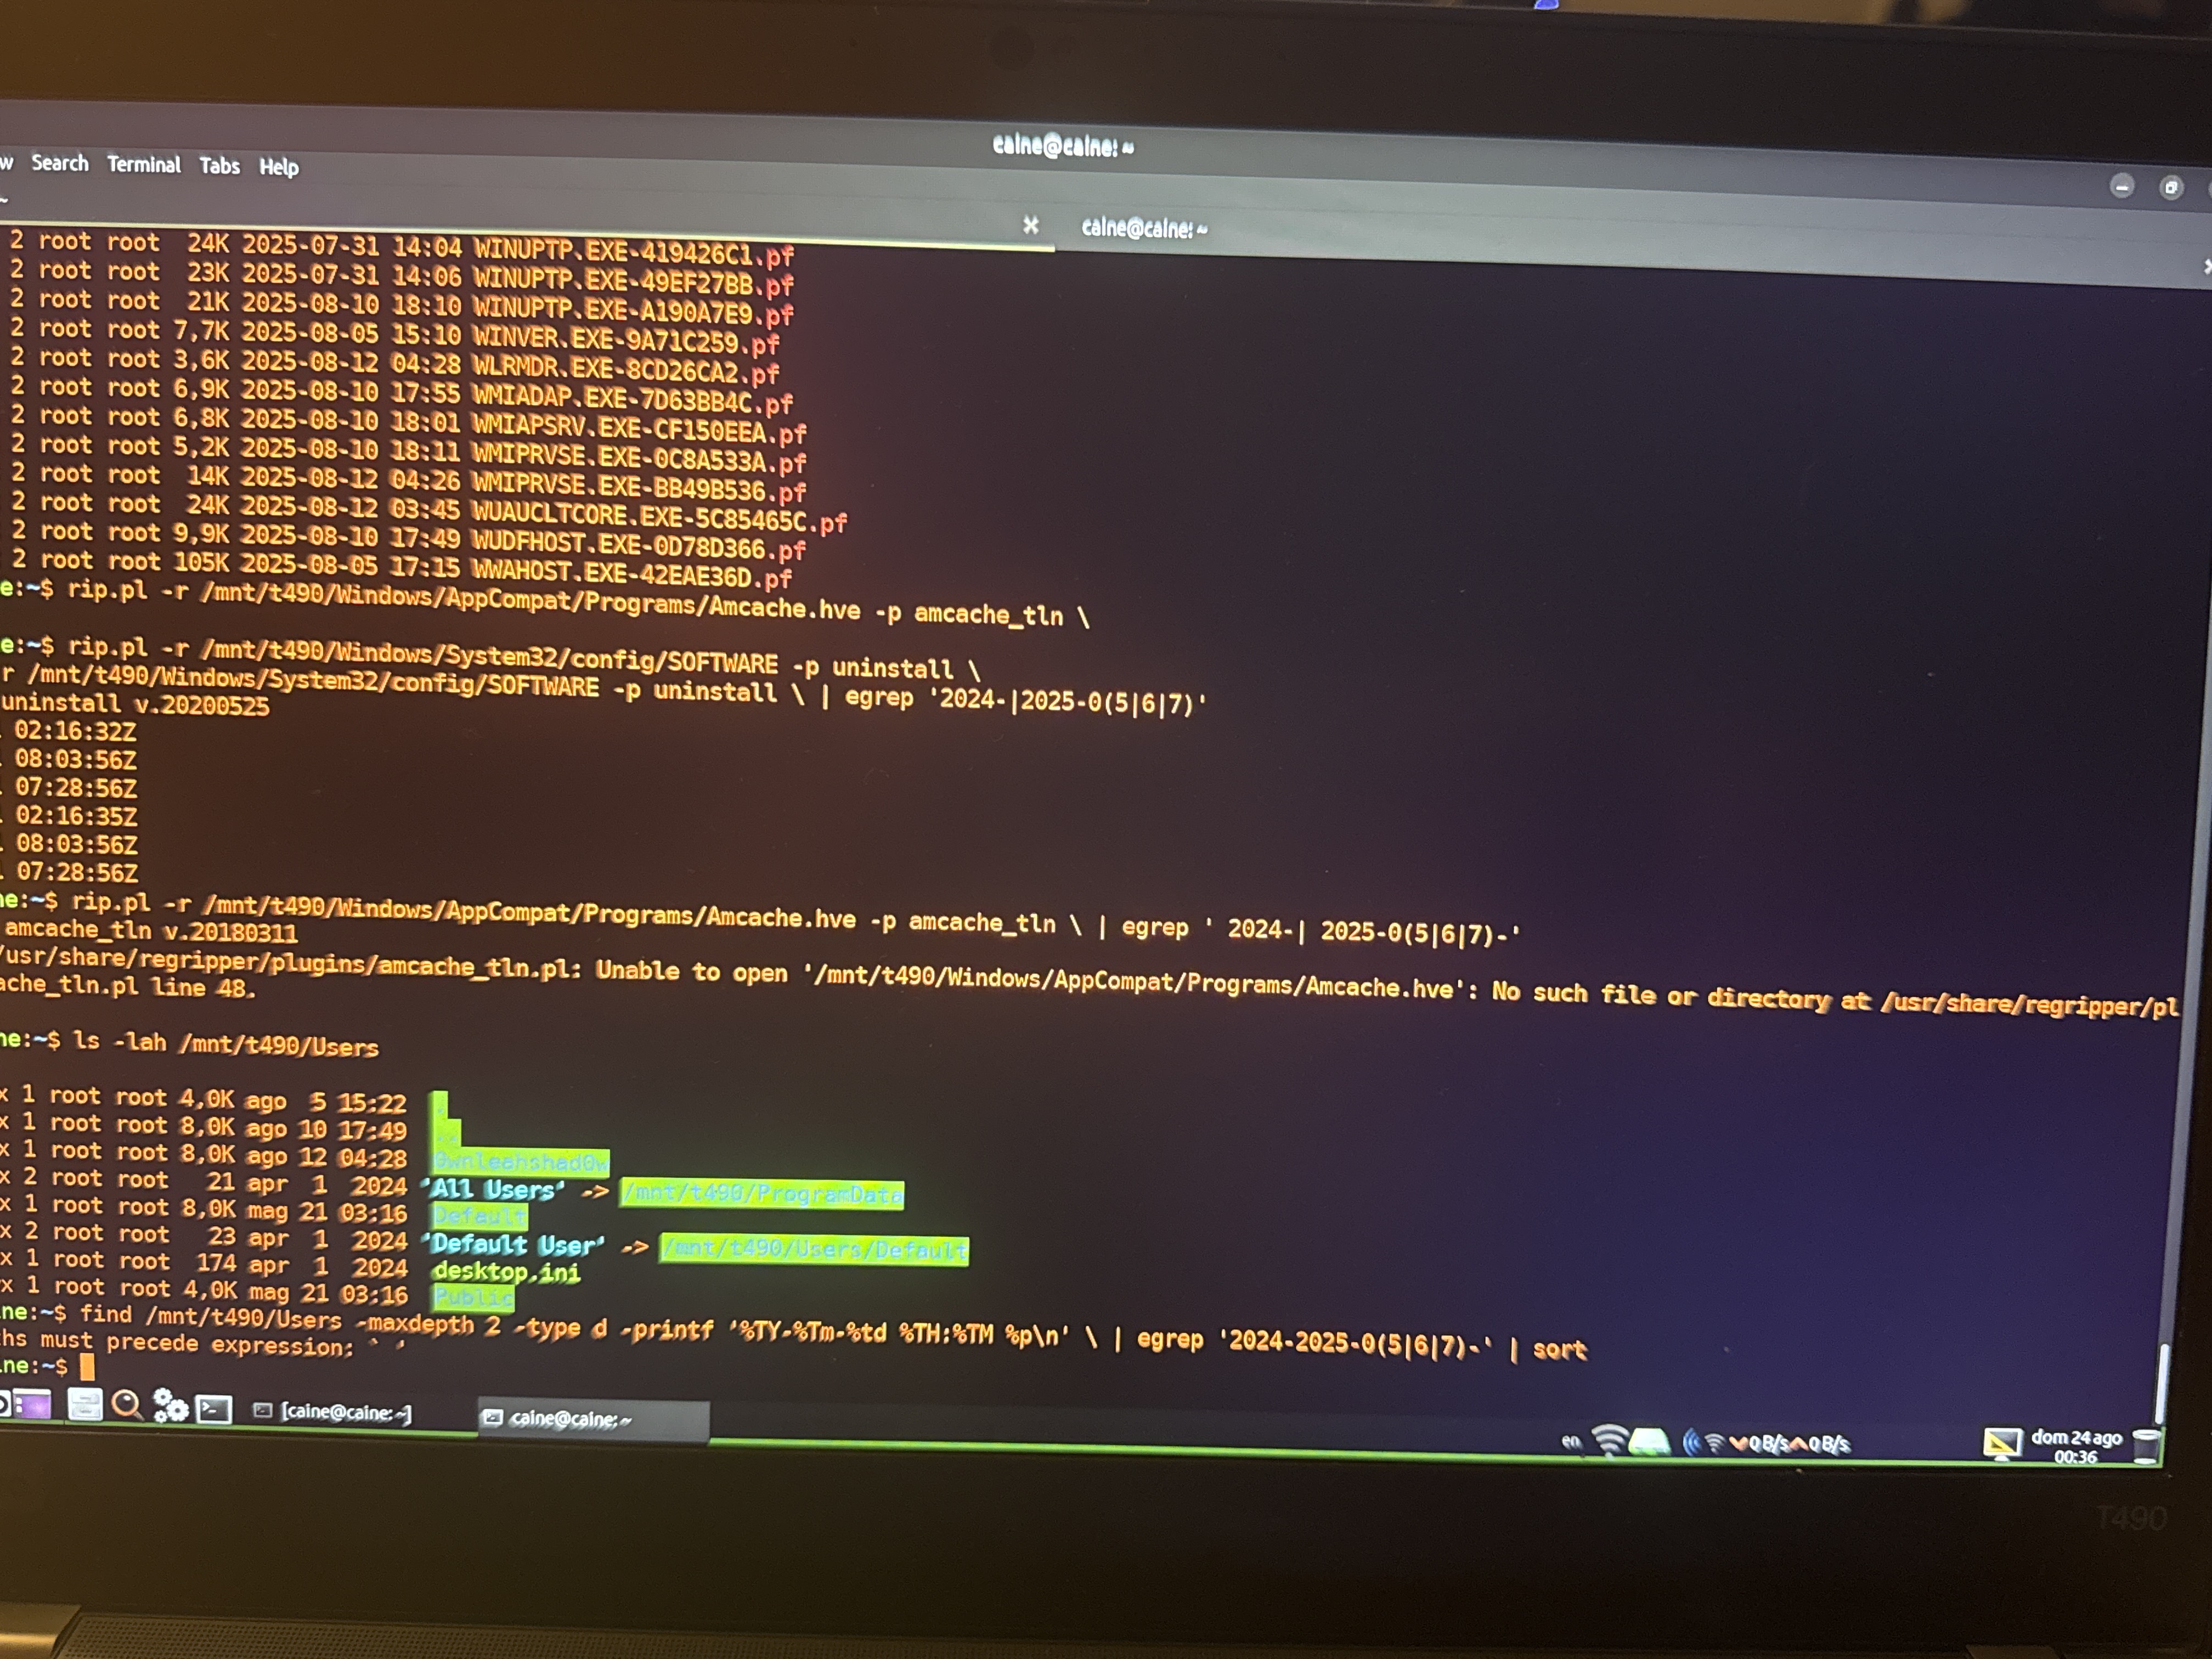 caine@caine: ~
w Search Terminal Tabs Help
~
caine@caine: ~
2 root root 24K 2025-07-31 14:04 WINUPTP.EXE-419426C1.pf
2 root root 23K 2025-07-31 14:06 WINUPTP.EXE-49EF27BB.pf
2 root root 21K 2025-08-10 18:10 WINUPTP.EXE-A190A7E9.pf
2 root root 7,7K 2025-08-05 15:10 WINVER.EXE-9A71C259.pf
2 root root 3,6K 2025-08-12 04:28 WLRMDR.EXE-8CD26CA2.pf
2 root root 6,9K 2025-08-10 17:55 WMIADAP.EXE-7D63BB4C.pf
2 root root 6,8K 2025-08-10 18:01 WMIAPSRV.EXE-CF150EEA.pf
2 root root 5,2K 2025-08-10 18:11 WMIPRVSE.EXE-0C8A533A.pf
2 root root 14K 2025-08-12 04:26 WMIPRVSE.EXE-BB49B536.pf
2 root root 24K 2025-08-12 03:45 WUAUCLTCORE.EXE-5C85465C.pf
2 root root 9,9K 2025-08-10 17:49 WUDFHOST.EXE-0D78D366.pf
2 root root 105K 2025-08-05 17:15 WWAHOST.EXE-42EAE36D.pf
e:~$ rip.pl -r /mnt/t490/Windows/AppCompat/Programs/Amcache.hve -p amcache_tln \
e:~$ rip.pl -r /mnt/t490/Windows/System32/config/SOFTWARE -p uninstall \
r /mnt/t490/Windows/System32/config/SOFTWARE -p uninstall \ | egrep '2024-|2025-0(5|6|7)'
uninstall v.20200525
02:16:32Z
08:03:56Z
07:28:56Z
02:16:35Z
08:03:56Z
07:28:56Z
ne:~$ rip.pl -r /mnt/t490/Windows/AppCompat/Programs/Amcache.hve -p amcache_tln \ | egrep ' 2024-| 2025-0(5|6|7)-'
amcache_tln v.20180311
/usr/share/regripper/plugins/amcache_tln.pl: Unable to open '/mnt/t490/Windows/AppCompat/Programs/Amcache.hve': No such file or directory at /usr/share/regripper/pl
ache_tln.pl line 48.
ne:~$ ls -lah /mnt/t490/Users
x 1 root root 4,0K ago 5 15:22 .
x 1 root root 8,0K ago 10 17:49 ..
x 1 root root 8,0K ago 12 04:28 0wnleahshad0w
x 2 root root 21 apr 1 2024 'All Users' -> /mnt/t490/ProgramData
x 1 root root 8,0K mag 21 03:16 Default
x 2 root root 23 apr 1 2024 'Default User' -> /mnt/t490/Users/Default
x 1 root root 174 apr 1 2024 desktop.ini
x 1 root root 4,0K mag 21 03:16 Public
ne:~$ find /mnt/t490/Users -maxdepth 2 -type d -printf '%TY-%Tm-%td %TH:%TM %p\n' \ | egrep '2024-2025-0(5|6|7)-' | sort
hs must precede expression: ` '
ne:~$
[caine@caine: ~]
caine@caine: ~
en
0 B/s 0 B/s
dom 24 ago
00:36
T490